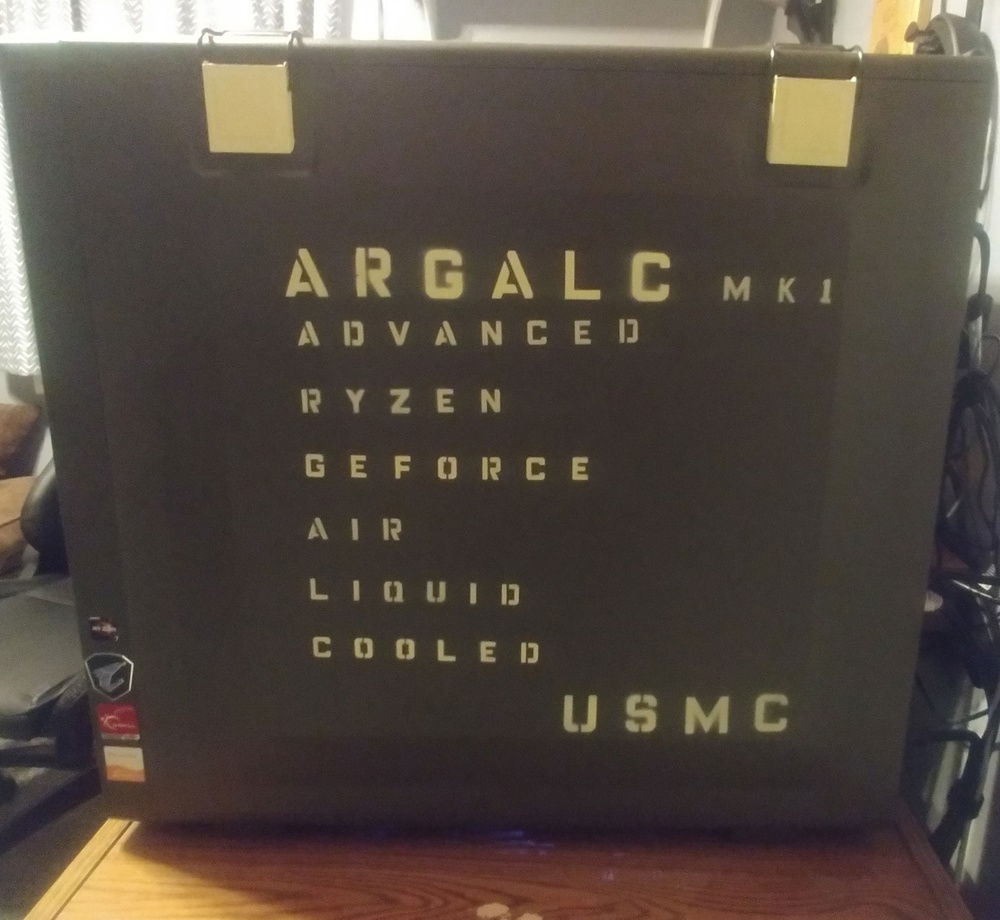 ARGALC MK1
ADVANCED
RYZEN
GEFORCE
AIR
LIQUID
COOLED
USMC